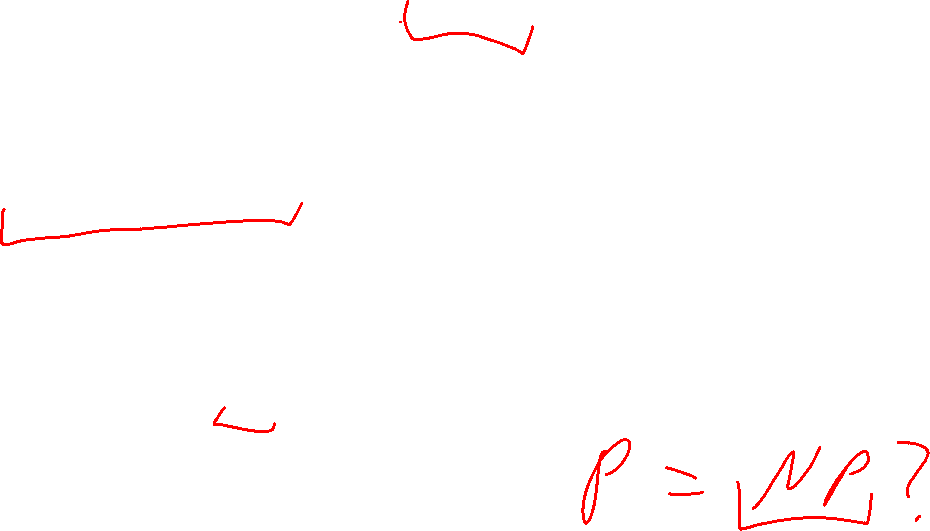 P = NP?